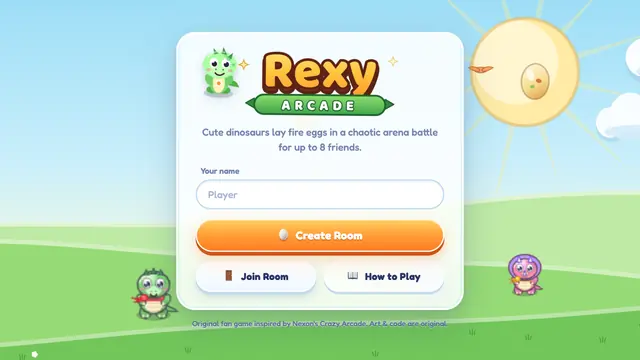 Rexy
ARCADE
Cute dinosaurs lay fire eggs in a chaotic arena battle
for up to 8 friends.
Your name
Player
Create Room
Join Room
How to Play
Original fan game inspired by Nexon's Crazy Arcade. Art & code are original.